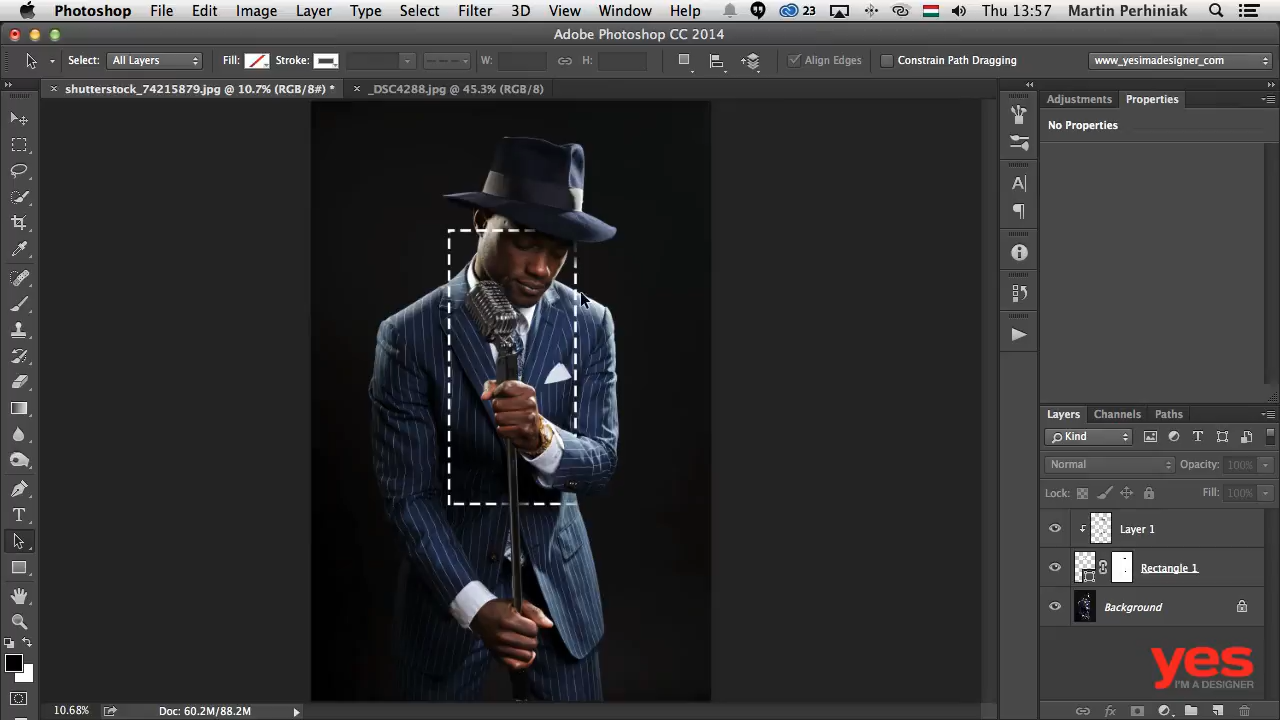 Photoshop File Edit Image Layer Type Select Filter 3D View Window Help 23 Thu 13:57 Martin Perhiniak
Adobe Photoshop CC 2014
Select: All Layers Fill: Stroke: W: H: Align Edges Constrain Path Dragging www.yesimadesigner_com
shutterstock_74215879.jpg @ 10.7% (RGB/8#) * _DSC4288.jpg @ 45.3% (RGB/8)
Adjustments Properties
No Properties
Layers Channels Paths
Kind
Normal Opacity: 100%
Lock: Fill: 100%
Layer 1
Rectangle 1
Background
yes
I'M A DESIGNER
10.68% Doc: 60.2M/88.2M